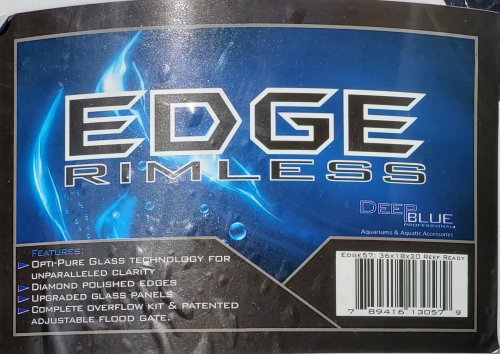 EDGE
RIMLESS
DEEP BLUE
PROFESSIONAL
Aquariums & Aquatic Accessories
FEATURES:
OPTI-PURE GLASS TECHNOLOGY FOR
UNPARALLELED CLARITY
DIAMOND POLISHED EDGES
UPGRADED GLASS PANELS
COMPLETE OVERFLOW KIT & PATENTED
ADJUSTABLE FLOOD GATE.
EDGE57: 36X18X20 REEF READY
7 89416 13057 9